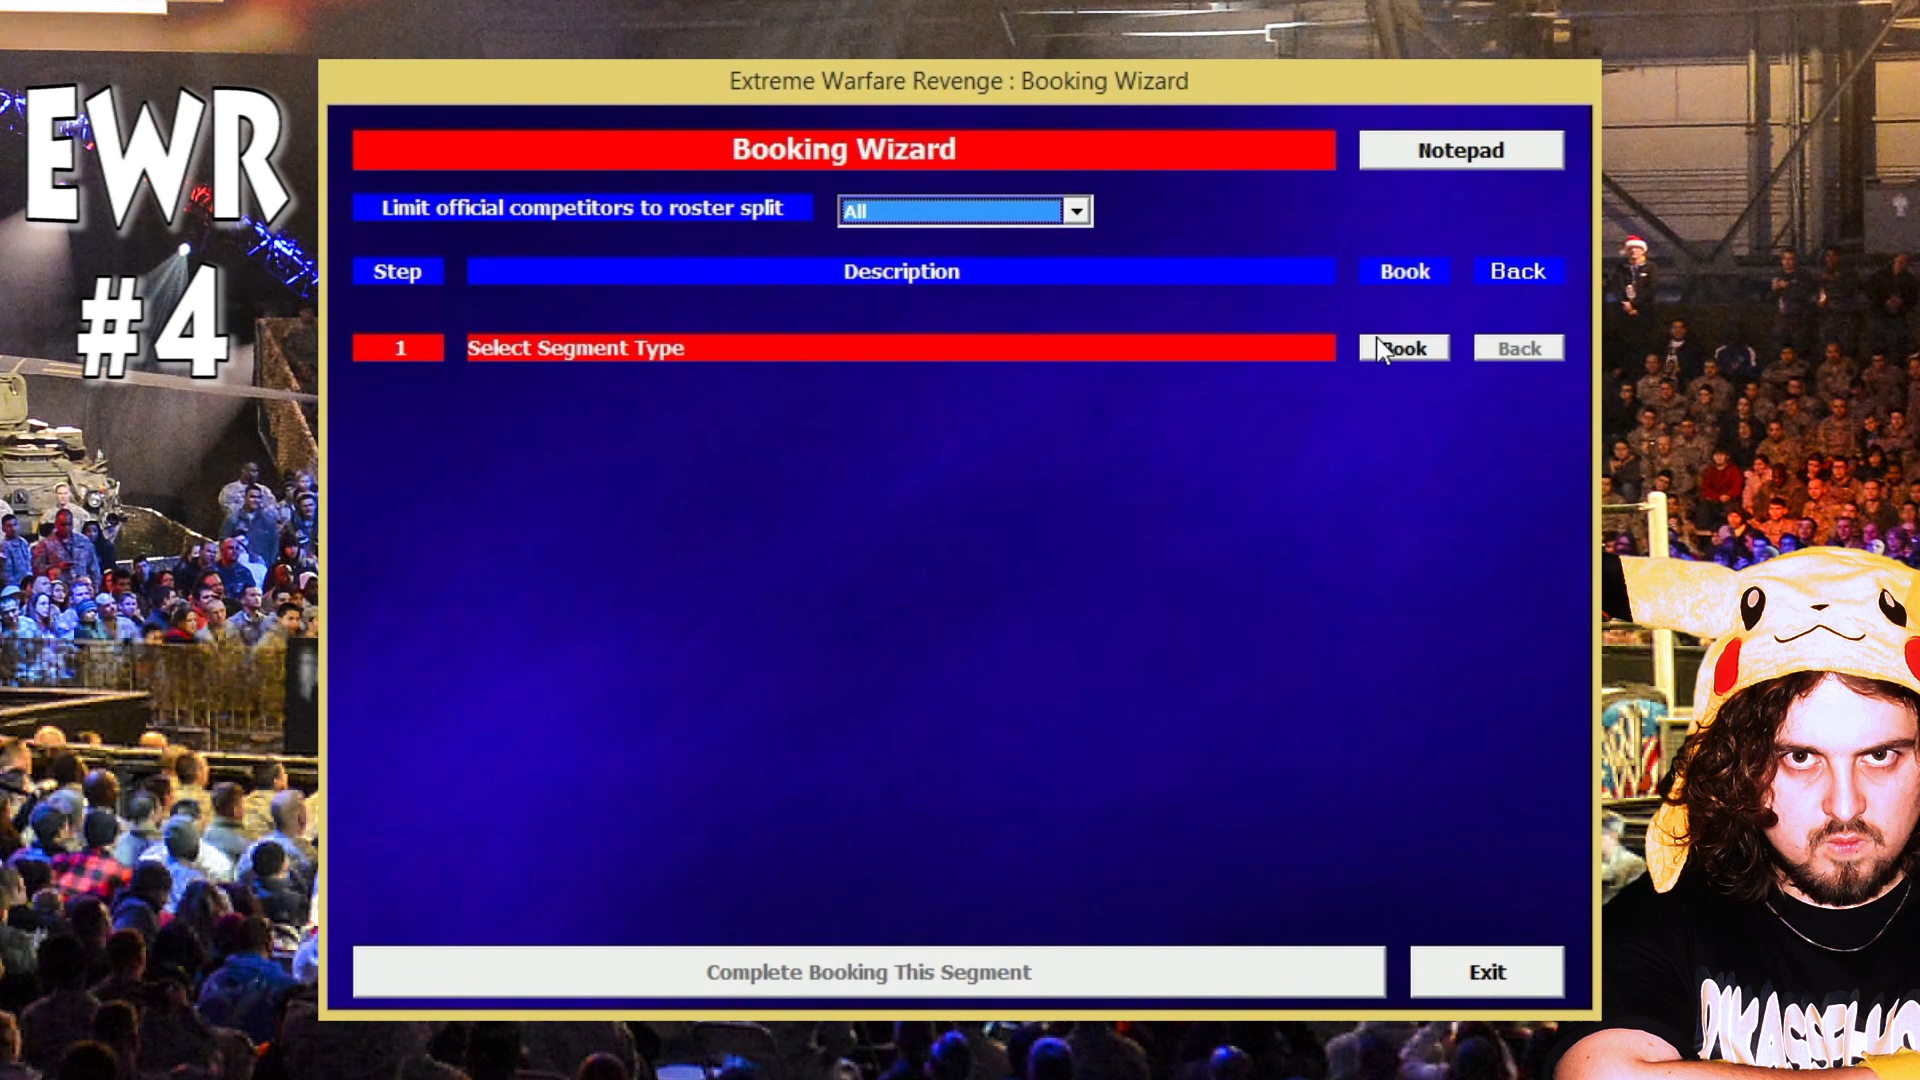 EWR
#4
Extreme Warfare Revenge : Booking Wizard
Booking Wizard
Notepad
Limit official competitors to roster split
All
Step
Description
Book
Back
1
Select Segment Type
Book
Back
Complete Booking This Segment
Exit